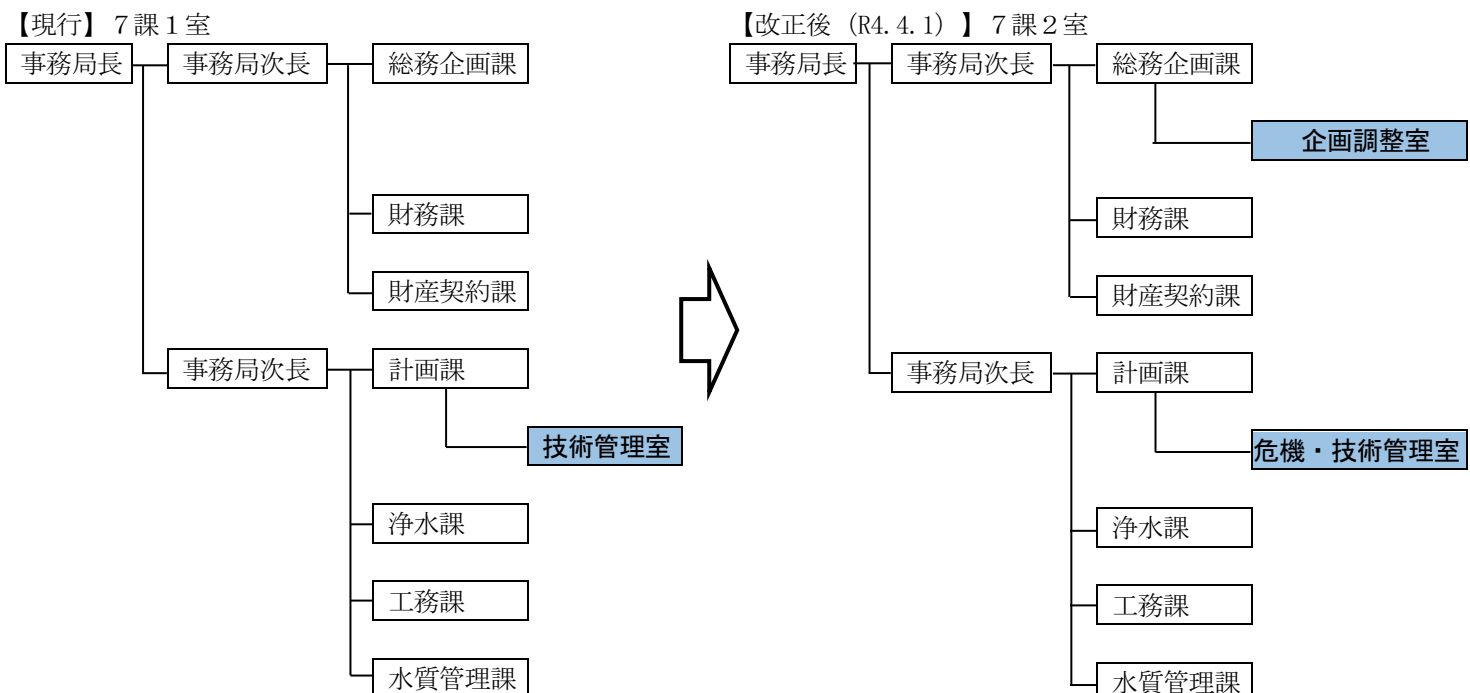 【現行】７課１室
事務局長
事務局次長
総務企画課
財務課
財産契約課
事務局次長
計画課
技術管理室
浄水課
工務課
水質管理課
【改正後（R4.4.1）】７課２室
事務局長
事務局次長
総務企画課
企画調整室
財務課
財産契約課
事務局次長
計画課
危機・技術管理室
浄水課
工務課
水質管理課